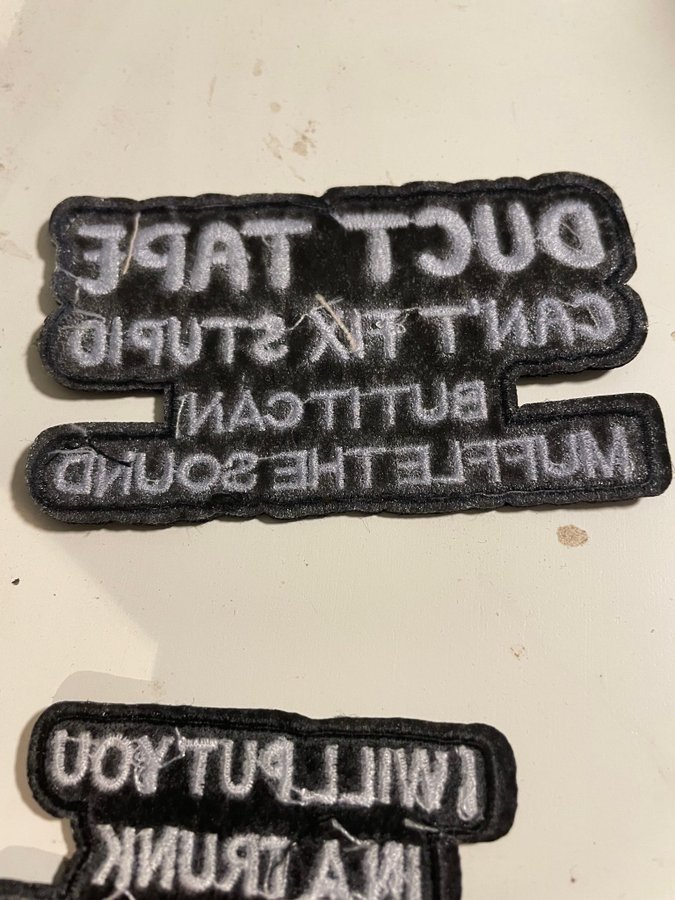 DUCT TAPE
CAN'T FIX STUPID
BUT IT CAN
MUFFLE THE SOUND
I WILL PUT YOU
IN A TRUNK